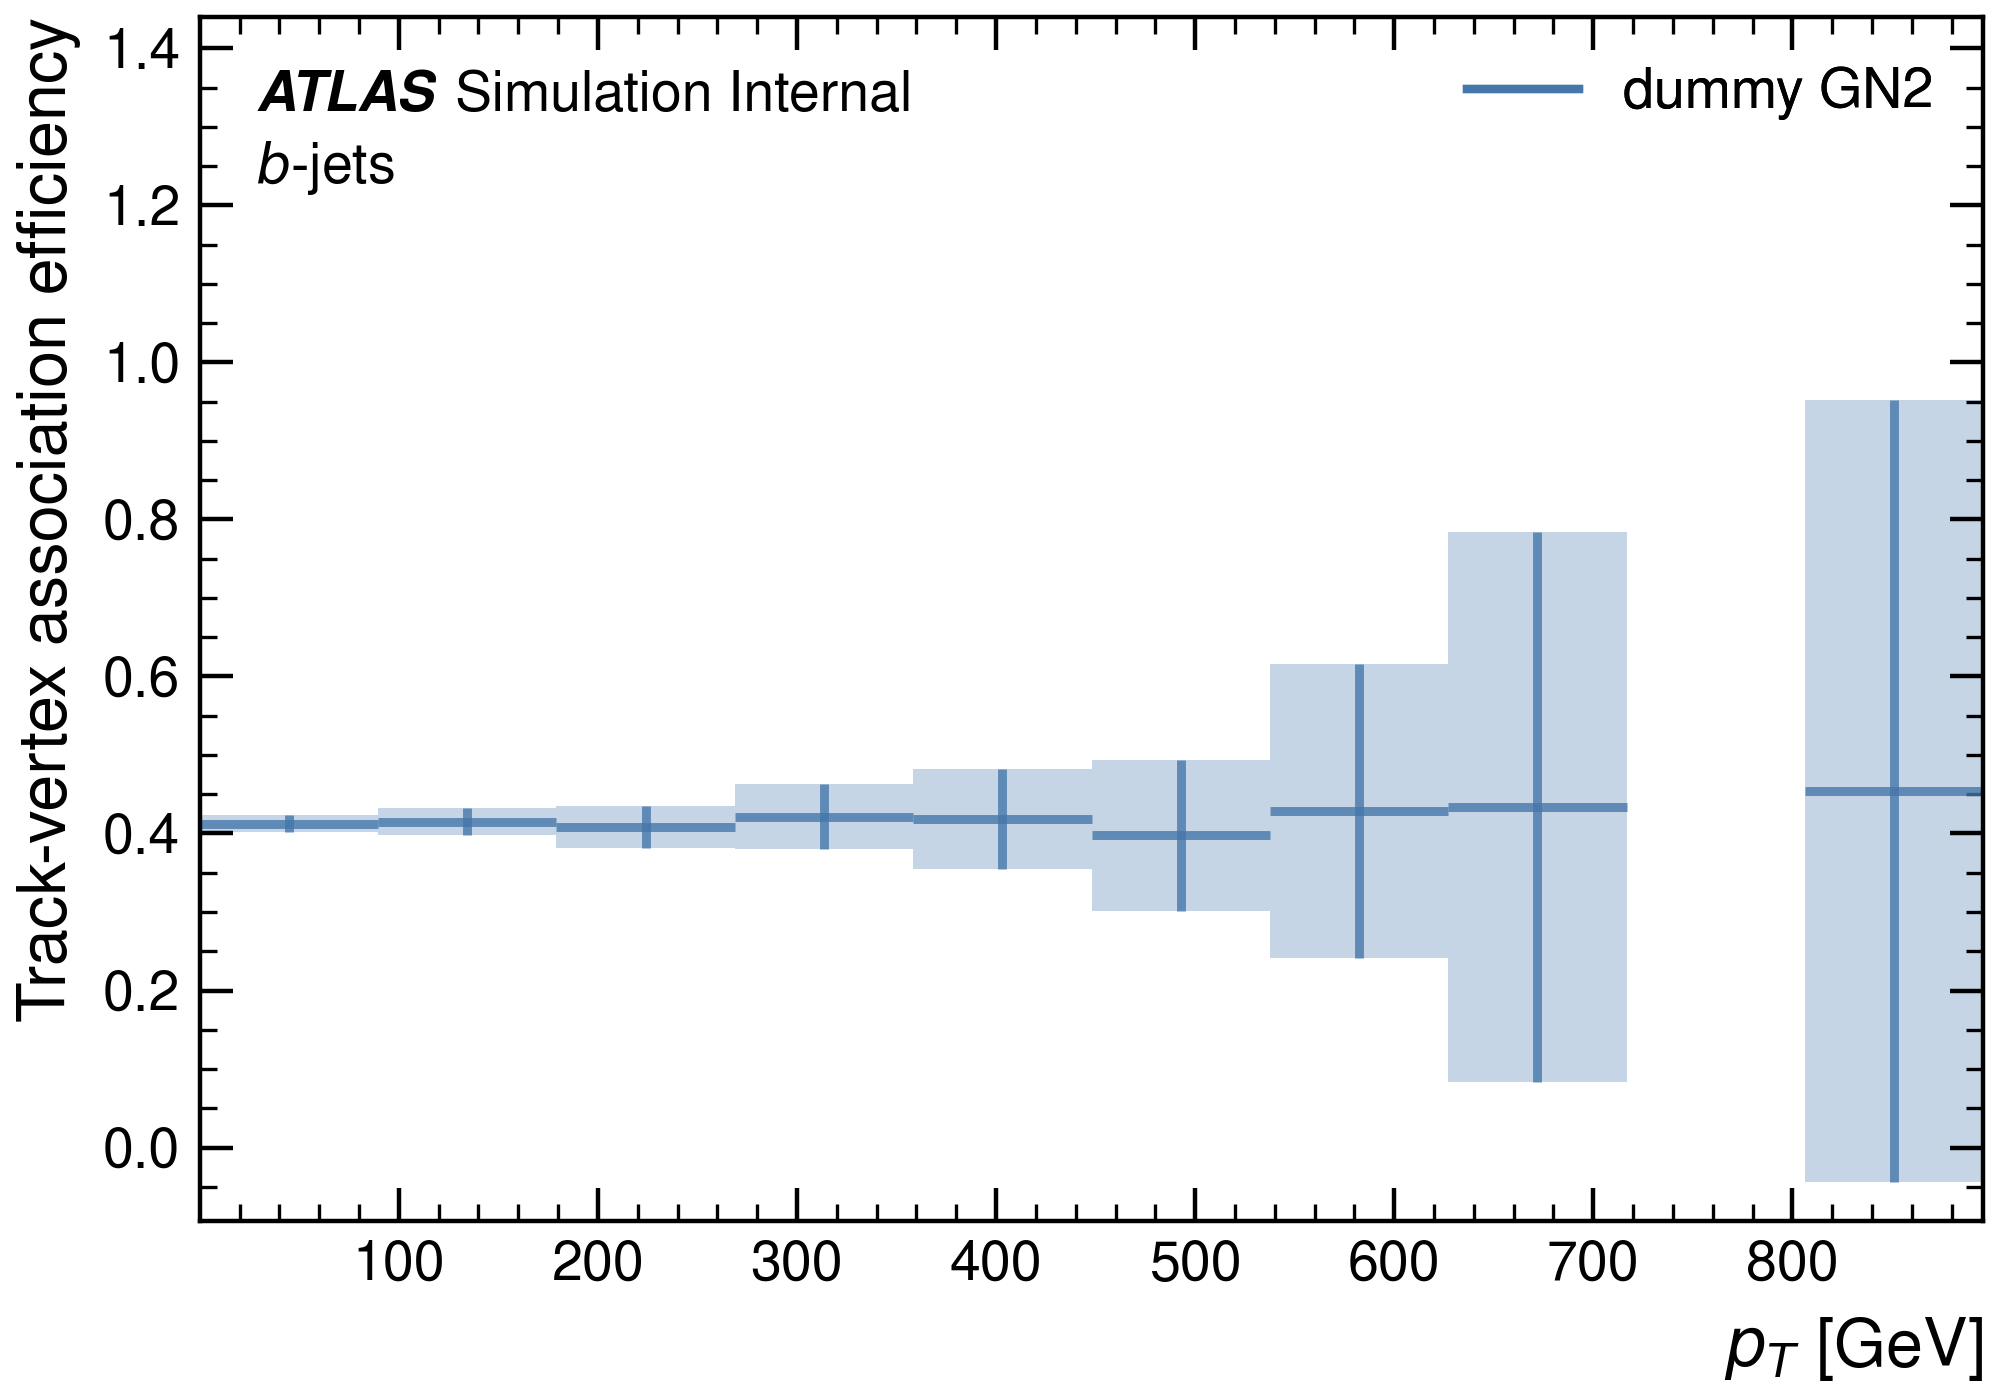 Track-vertex association efficiency
1.4
1.2
1.0
0.8
0.6
0.4
0.2
0.0
ATLAS Simulation Internal
b-jets
dummy GN2
100 200 300 400 500 600 700 800
pT [GeV]